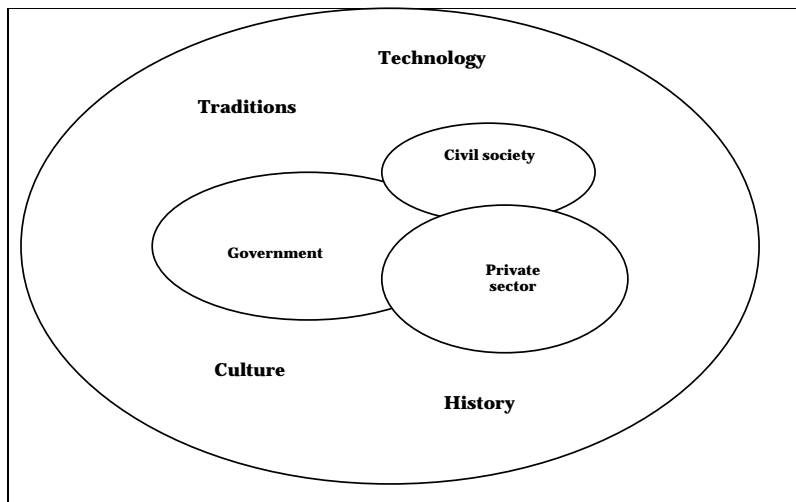 Technology
Traditions
Civil society
Government
Private
sector
Culture
History